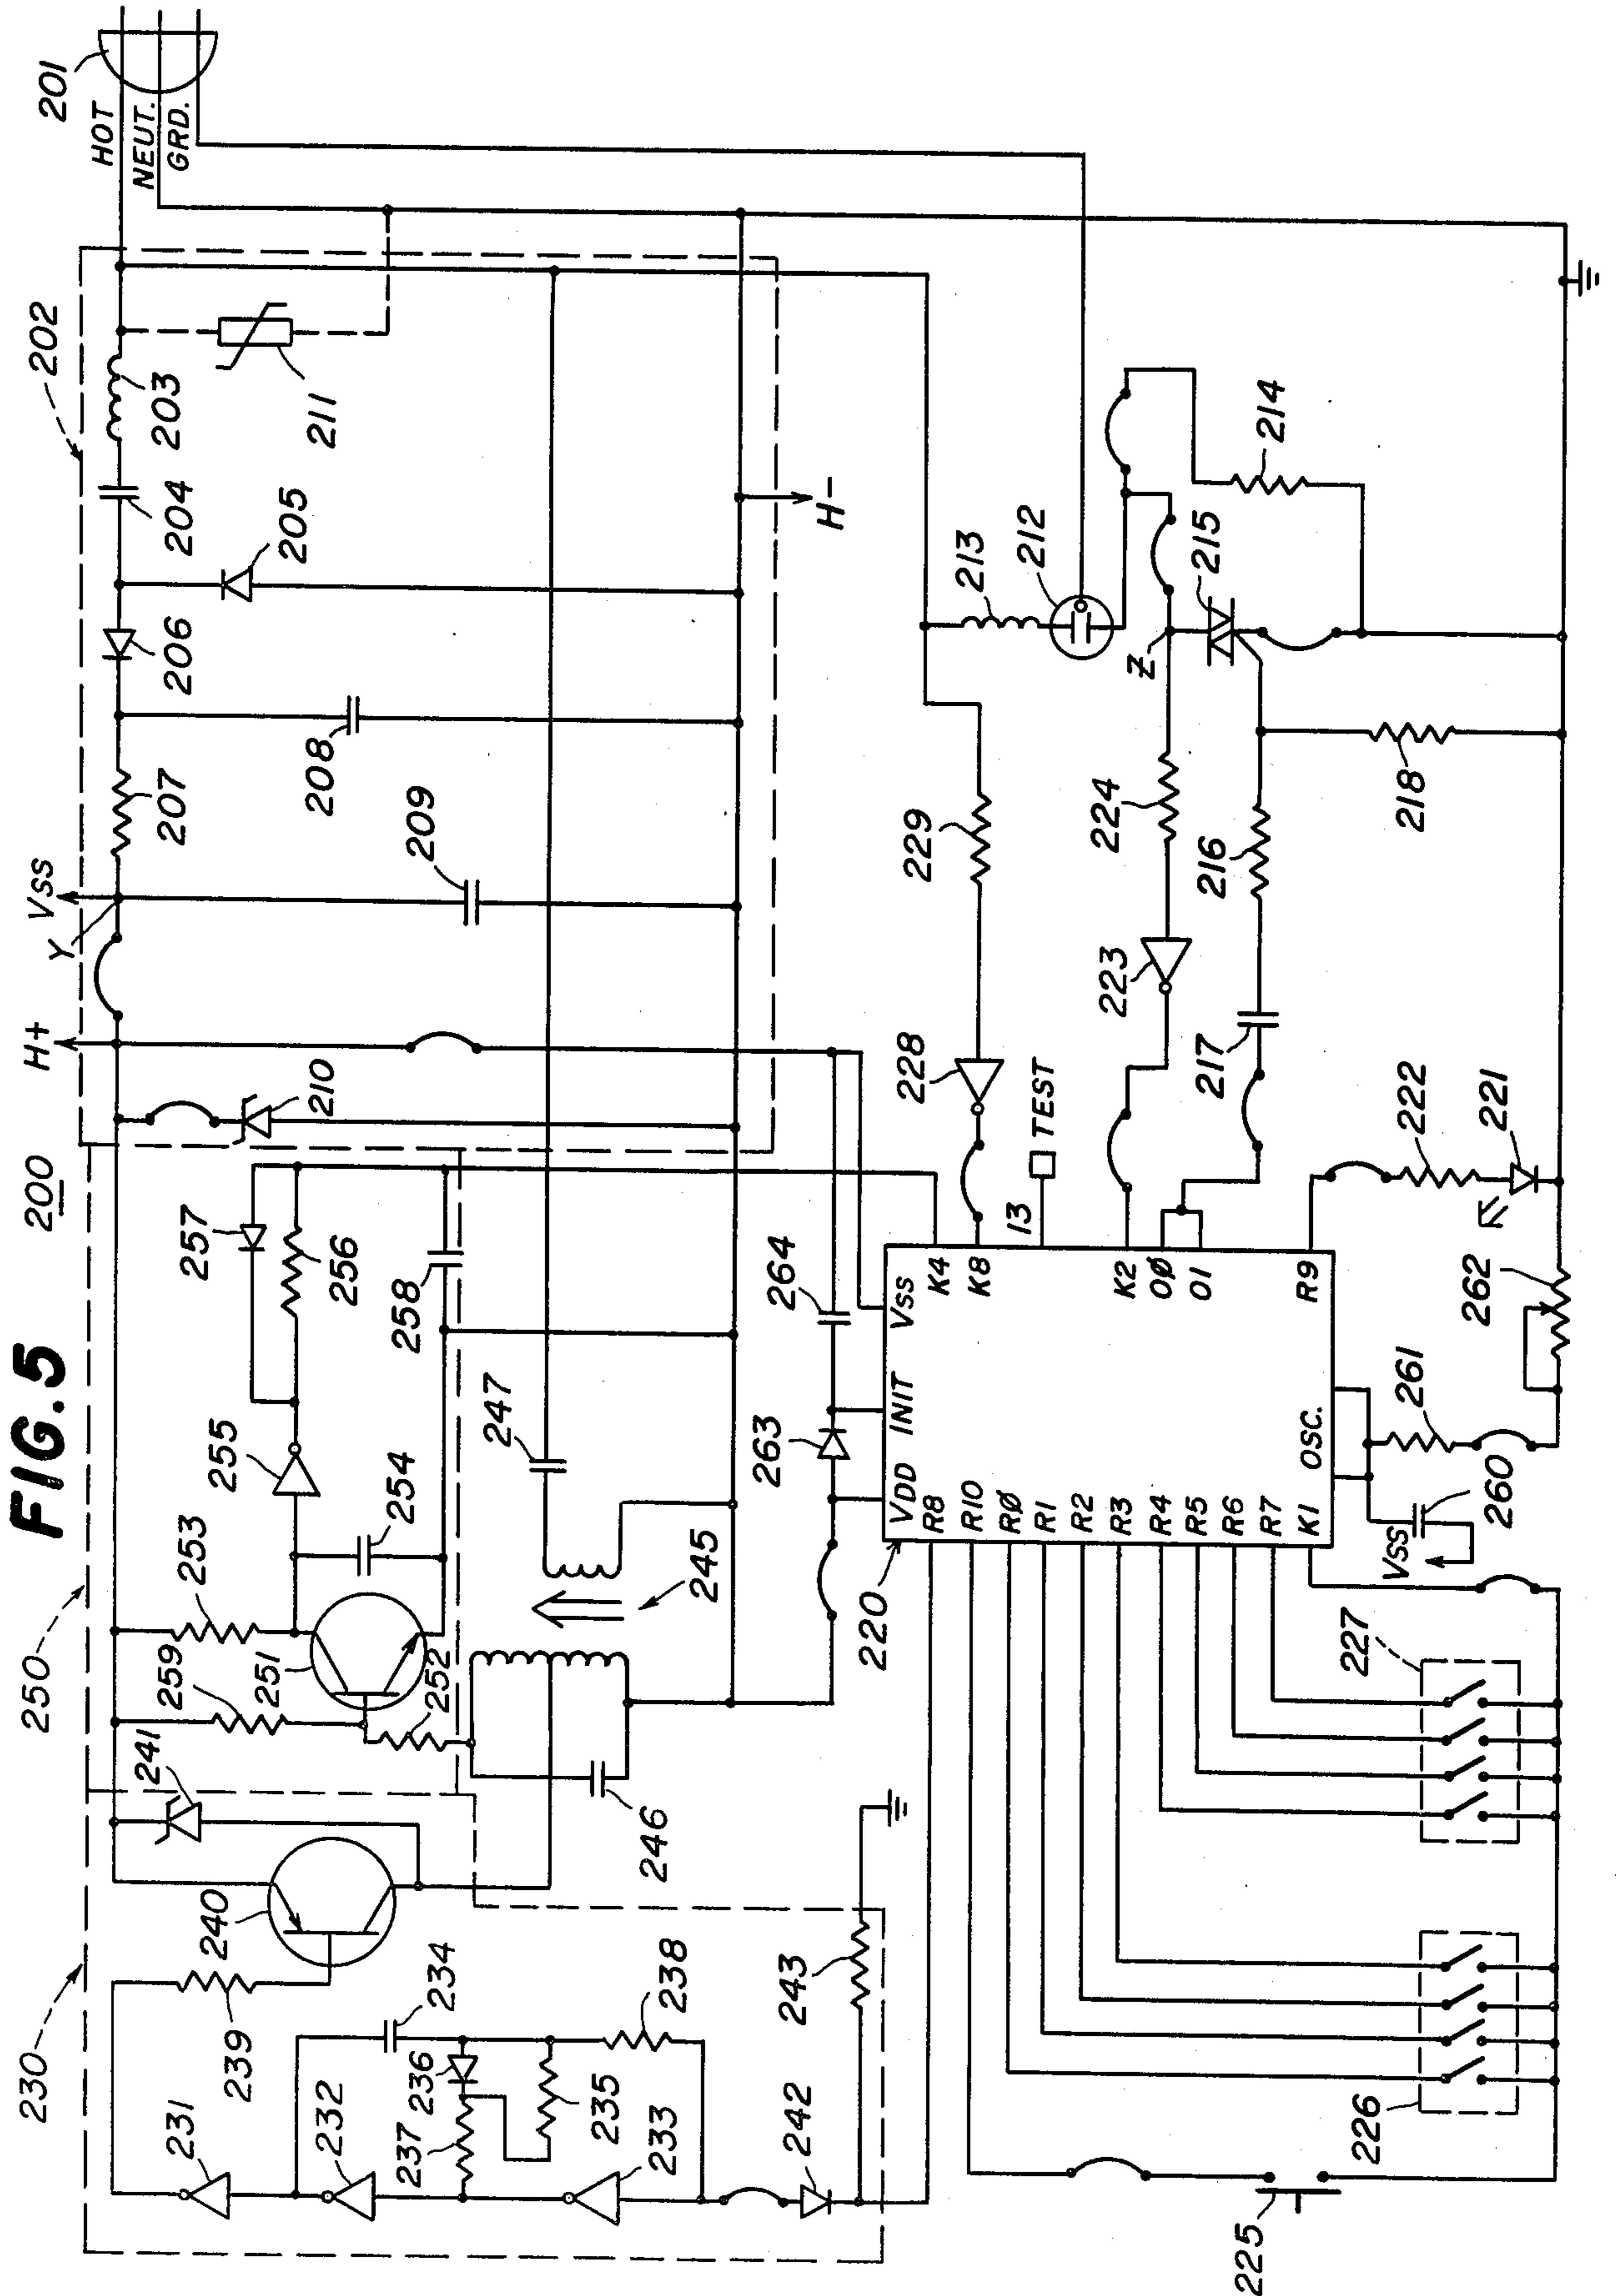 FIG. 5
200
201
HOT
NEUT.
GRD.
202
203
204
205
206
207
208
209
210
211
H+
Y
VSS
H-
250
253
255
257
256
258
254
259
251
252
241
247
245
246
230
240
239
231
232
234
236
237
235
238
233
242
243
263
264
229
228
212
213
214
Z
215
224
223
216
217
218
13
TEST
220
VDD
INIT
VSS
R8
R10
RØ
R1
R2
R3
R4
R5
R6
R7
K1
K4
K8
K2
OØ
O1
R9
OSC.
222
221
262
261
260
VSS
227
226
225